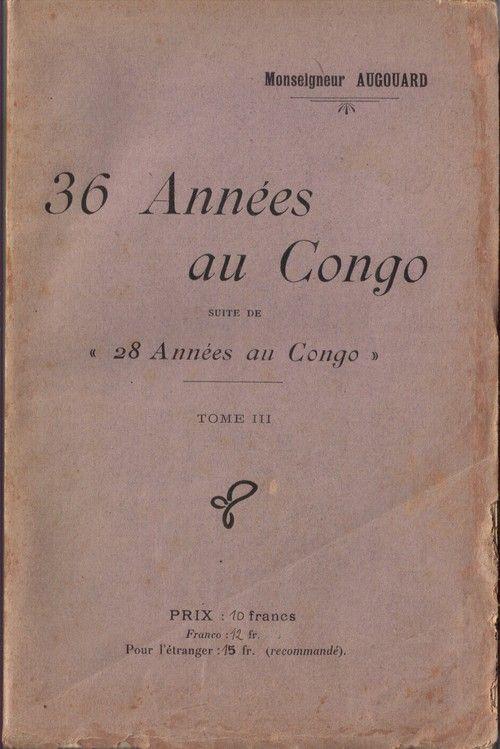 Monseigneur AUGOUARD
36 Années
au Congo
SUITE DE
« 28 Années au Congo »
TOME III
PRIX : 10 francs
Franco : 12 fr.
Pour l'étranger : 15 fr. (recommandé).